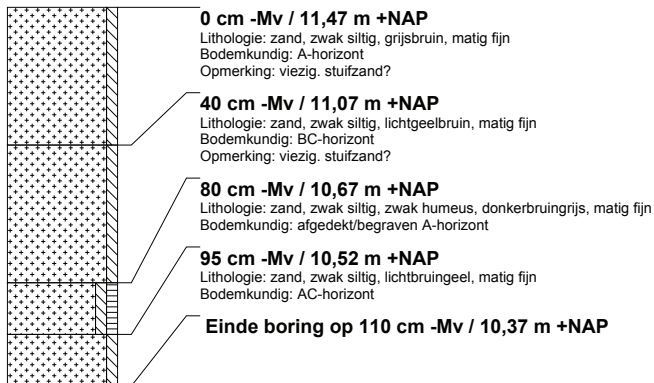 0 cm -Mv / 11,47 m +NAP
Lithologie: zand, zwak siltig, grijsbruin, matig fijn
Bodemkundig: A-horizont
Opmerking: viezig. stuifzand?
40 cm -Mv / 11,07 m +NAP
Lithologie: zand, zwak siltig, lichtgeelbruin, matig fijn
Bodemkundig: BC-horizont
Opmerking: viezig. stuifzand?
80 cm -Mv / 10,67 m +NAP
Lithologie: zand, zwak siltig, zwak humeus, donkerbruingrijs, matig fijn
Bodemkundig: afgedekt/begraven A-horizont
95 cm -Mv / 10,52 m +NAP
Lithologie: zand, zwak siltig, lichtbruingeel, matig fijn
Bodemkundig: AC-horizont
Einde boring op 110 cm -Mv / 10,37 m +NAP